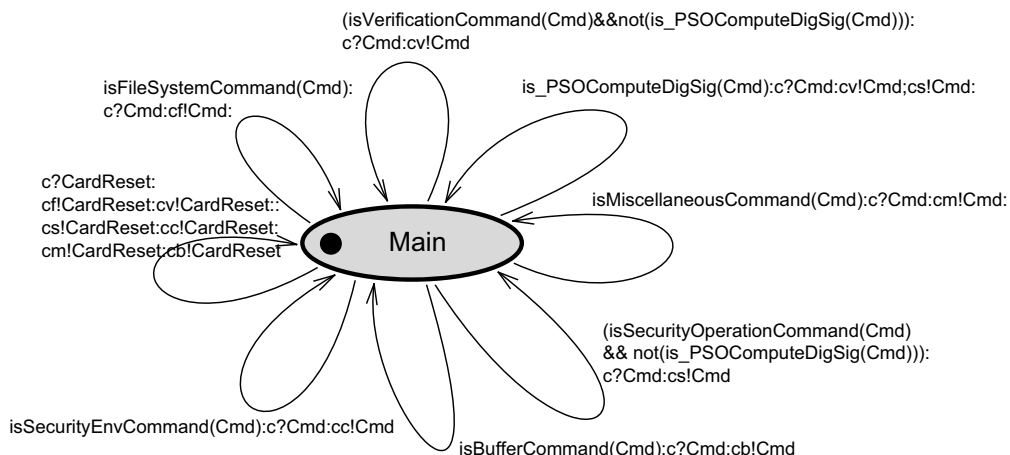 (isVerificationCommand(Cmd)&&not(is_PSOComputeDigSig(Cmd))):
c?Cmd:cv!Cmd
isFileSystemCommand(Cmd):
c?Cmd:cf!Cmd:
is_PSOComputeDigSig(Cmd):c?Cmd:cv!Cmd;cs!Cmd:
c?CardReset:
cf!CardReset:cv!CardReset::
cs!CardReset:cc!CardReset:
cm!CardReset:cb!CardReset
isMiscellaneousCommand(Cmd):c?Cmd:cm!Cmd:
Main
(isSecurityOperationCommand(Cmd)
&& not(is_PSOComputeDigSig(Cmd))):
c?Cmd:cs!Cmd
isSecurityEnvCommand(Cmd):c?Cmd:cc!Cmd
isBufferCommand(Cmd):c?Cmd:cb!Cmd